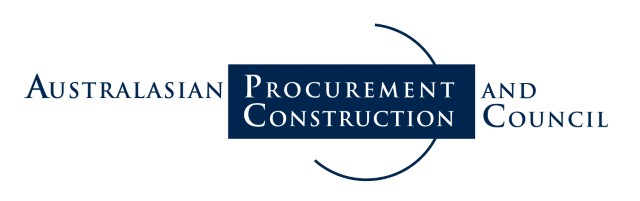 Australasian Procurement and
Construction Council